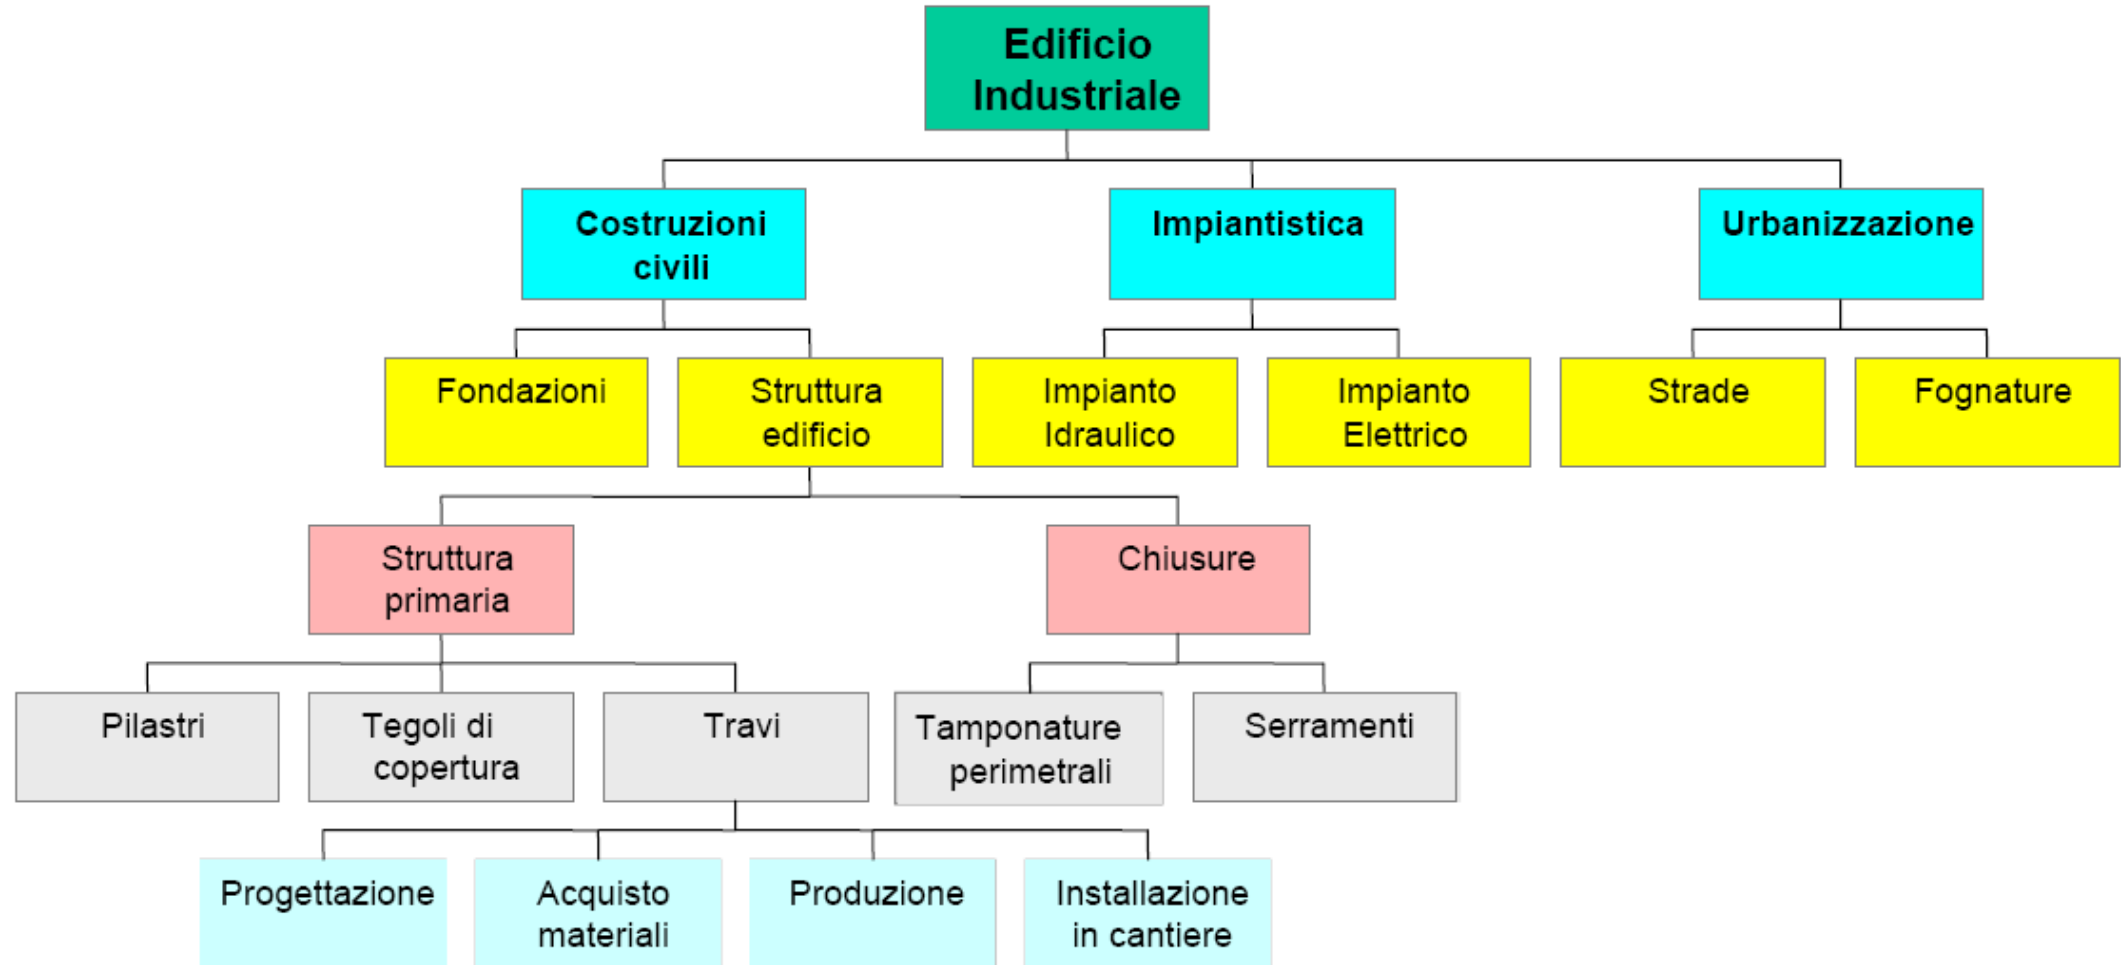 Edificio
Industriale
Costruzioni
civili
Impiantistica
Urbanizzazione
Fondazioni
Struttura
edificio
Impianto
Idraulico
Impianto
Elettrico
Strade
Fognature
Struttura
primaria
Chiusure
Pilastri
Tegoli di
copertura
Travi
Tamponature
perimetrali
Serramenti
Progettazione
Acquisto
materiali
Produzione
Installazione
in cantiere